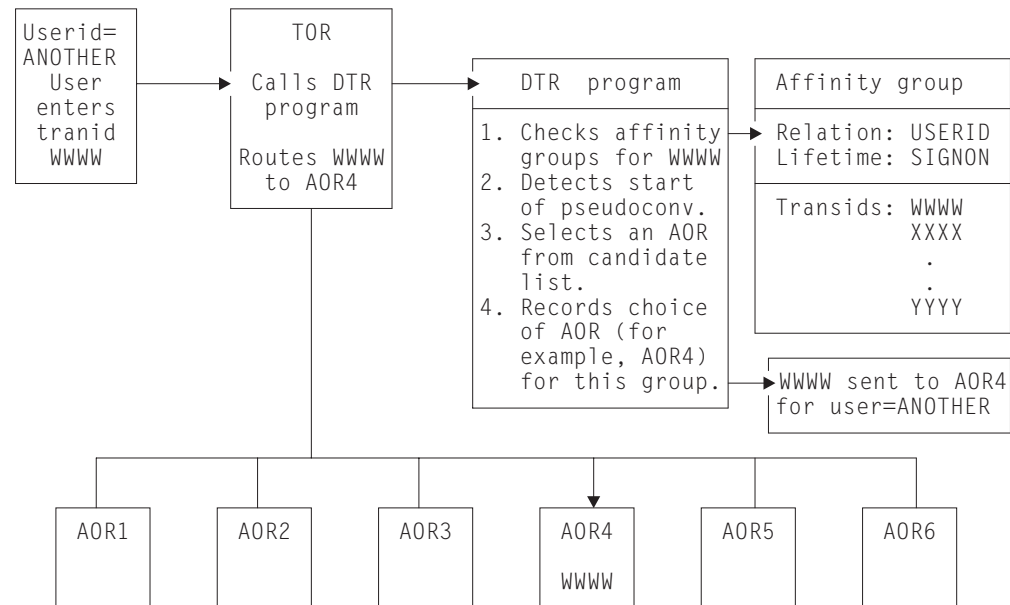 Userid=
ANOTHER
User
enters
tranid
WWWW
TOR
Calls DTR
program
Routes WWWW
to AOR4
DTR program
1. Checks affinity
groups for WWWW
2. Detects start
of pseudoconv.
3. Selects an AOR
from candidate
list.
4. Records choice
of AOR (for
example, AOR4)
for this group.
Affinity group
Relation: USERID
Lifetime: SIGNON
Transids: WWWW
XXXX
.
.
YYYY
WWWW sent to AOR4
for user=ANOTHER
AOR1
AOR2
AOR3
AOR4
WWWW
AOR5
AOR6